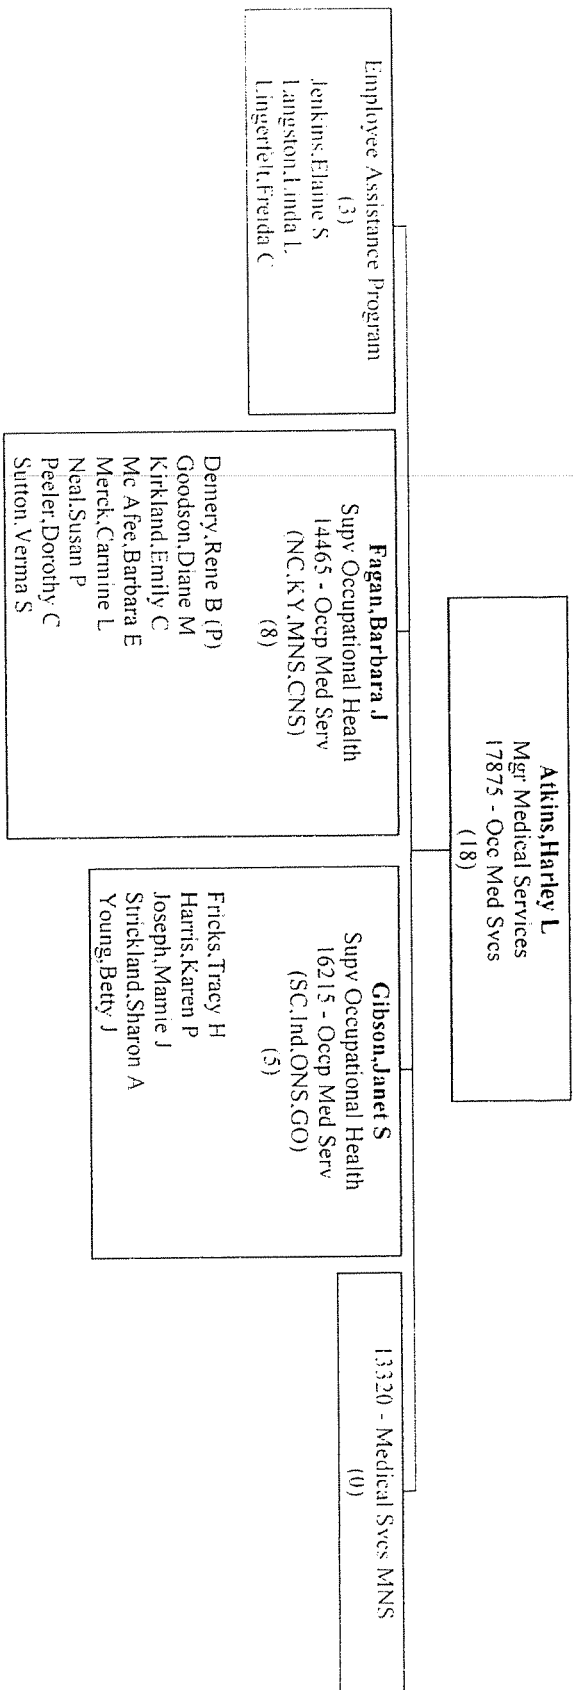 Atkins,Harley L
Mgr Medical Services
17875 - Occ Med Svcs
(18)
Employee Assistance Program
(3)
Jenkins,Elaine S
Langston,Linda L
Lingerfelt,Freida C
Fagan,Barbara J
Supv Occupational Health
14465 - Occp Med Serv
(NC,KY,MNS,CNS)
(8)
Demery,Rene B (P)
Goodson,Diane M
Kirkland,Emily C
Mc Afee,Barbara E
Merck,Carmine L
Neal,Susan P
Peeler,Dorothy C
Sutton,Verma S
Gibson,Janet S
Supv Occupational Health
16215 - Occp Med Serv
(SC,Ind,ONS,GO)
(5)
Fricks,Tracy H
Harris,Karen P
Joseph,Mamie J
Strickland,Sharon A
Young,Betty J
13320 - Medical Svcs MNS
(0)